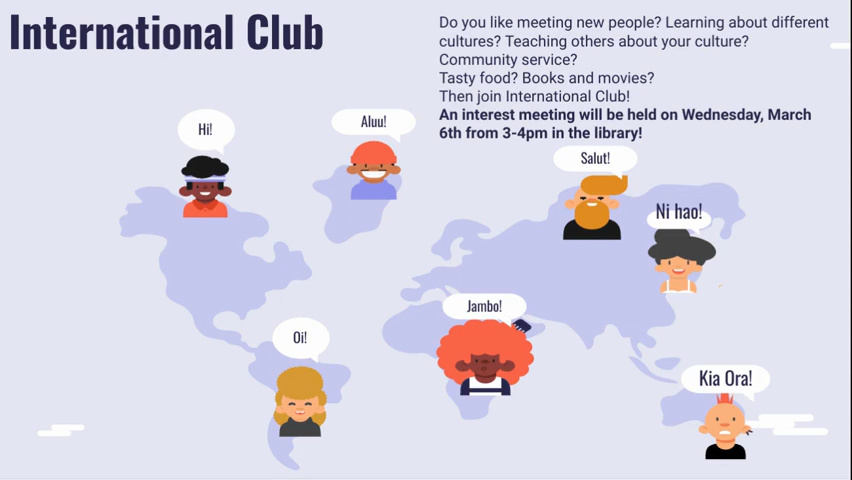 International Club
Do you like meeting new people? Learning about different
cultures? Teaching others about your culture?
Community service?
Tasty food? Books and movies?
Then join International Club!
An interest meeting will be held on Wednesday, March
6th from 3-4pm in the library!
Hi!
Aluu!
Salut!
Ni hao!
Jambo!
Oi!
Kia Ora!